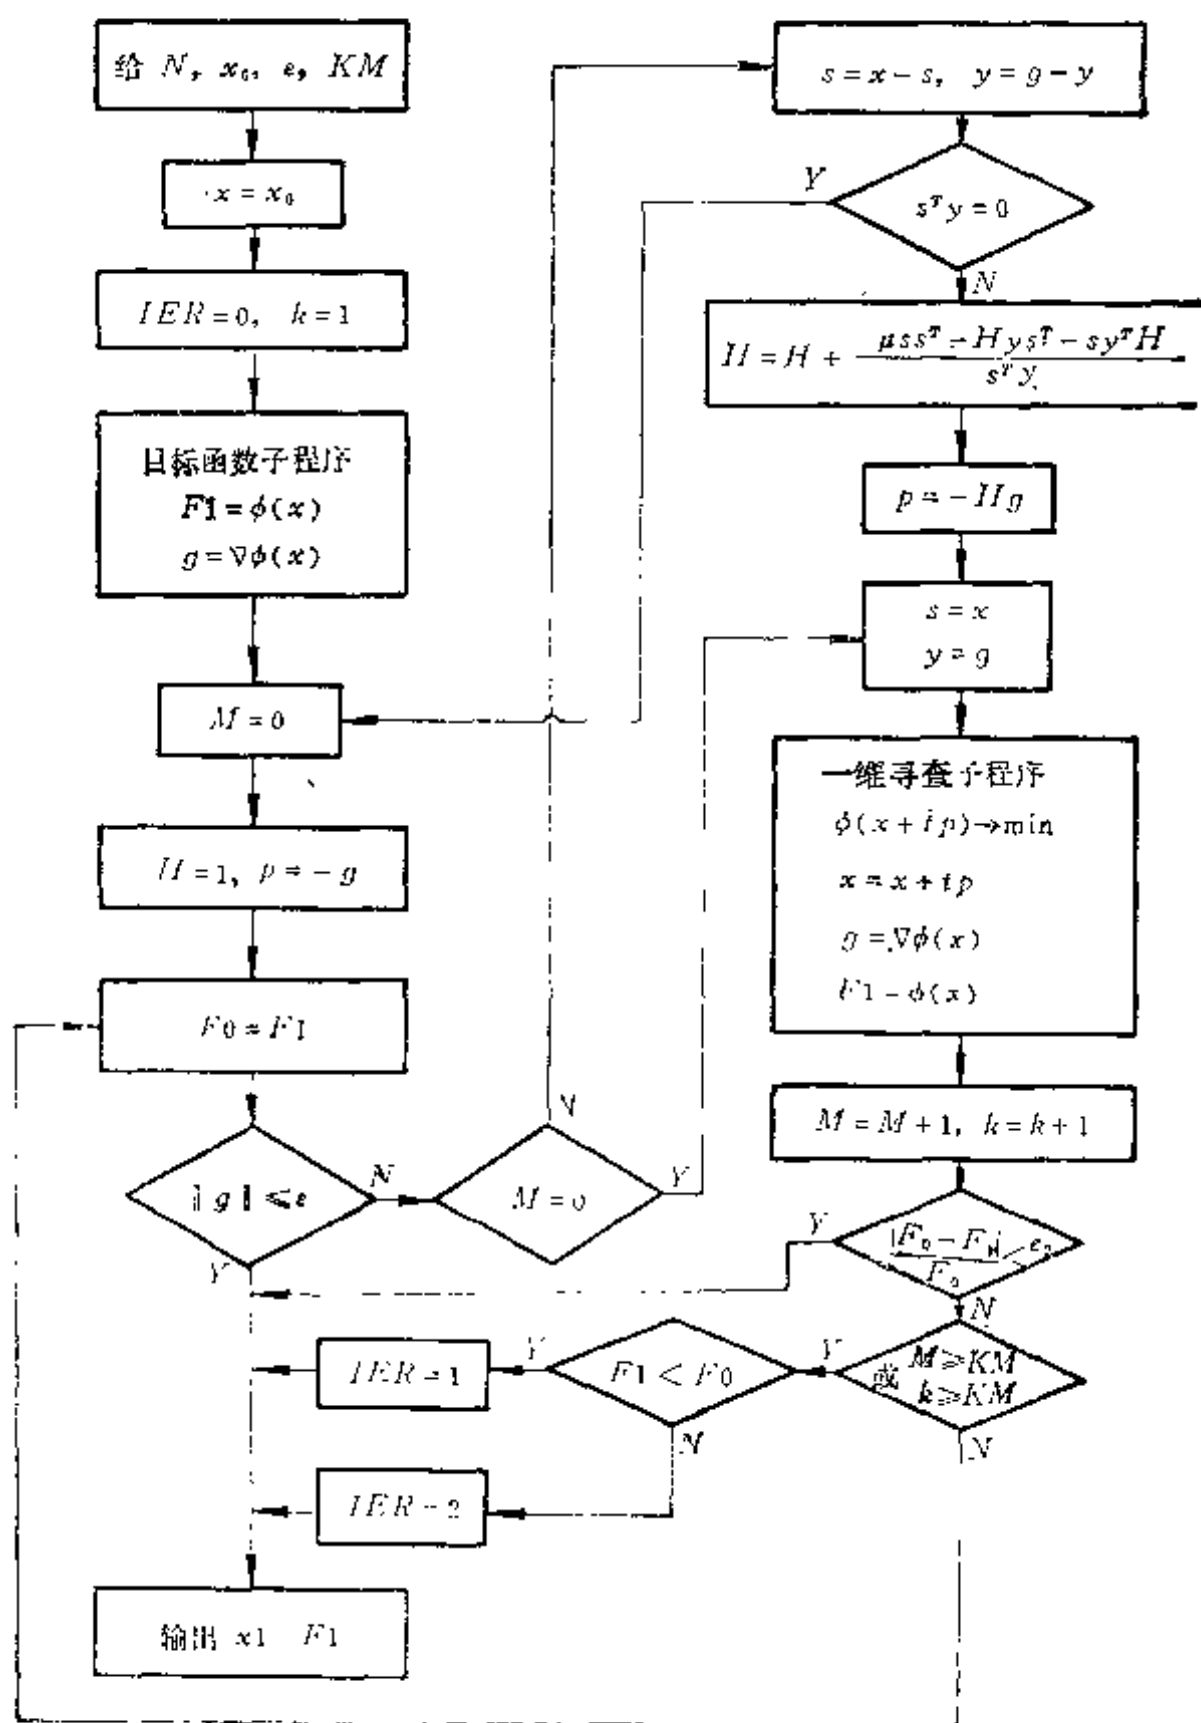 给 N, x₀, ε, KM
x = x₀
IER=0, k=1
目标函数子程序
F1=φ(x)
g=∇φ(x)
M=0
H=1, p=-g
F0=F1
‖g‖⩽ε
Y
N
M=0
N
Y
s=x-s, y=g-y
sᵀy=0
Y
N
H=H+ (μssᵀ-Hysᵀ-syᵀH)/sᵀy
p=-Hg
s=x
y=g
一维寻查子程序
φ(x+tp)→min
x=x+tp
g=∇φ(x)
F1=φ(x)
M=M+1, k=k+1
|F₀-F₁|/F₀<ε₂
Y
N
或 M⩾KM
k⩾KM
Y
N
F1<F0
Y
N
IER=1
IER=2
输出 x1 F1